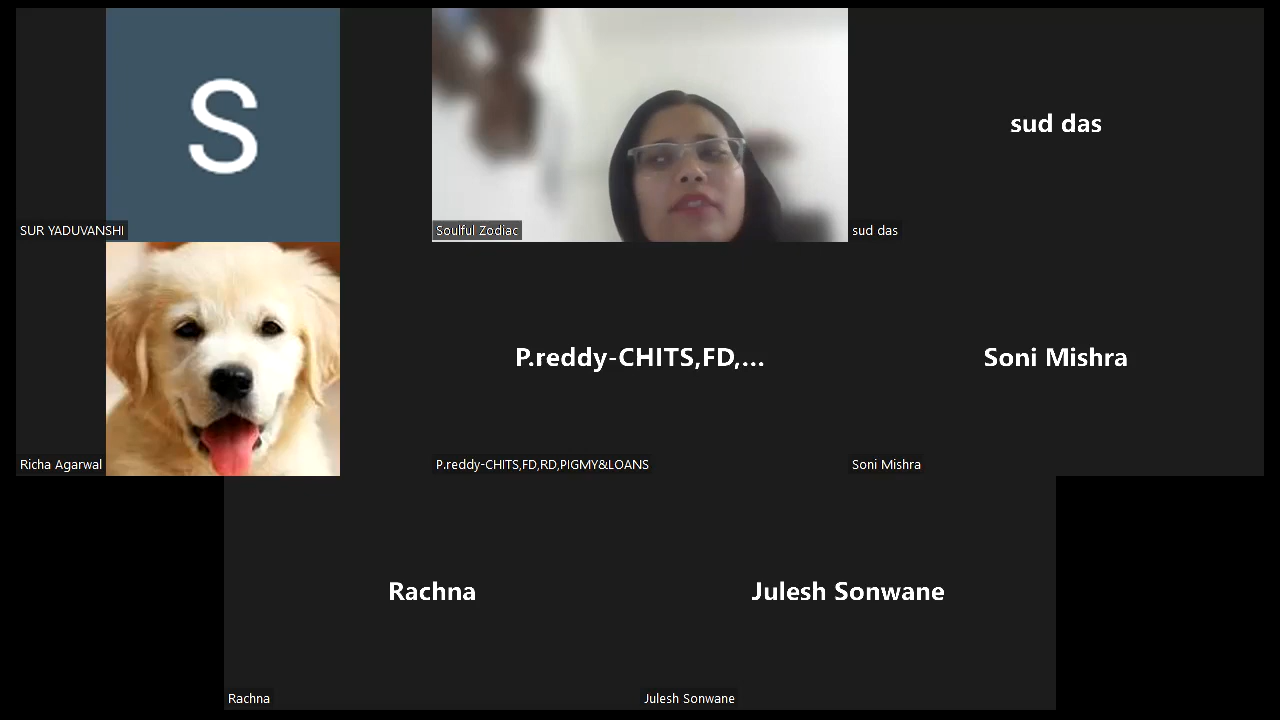 S
SUR YADUVANSHI
Soulful Zodiac
sud das
sud das
Richa Agarwal
P.reddy-CHITS,FD,...
P.reddy-CHITS,FD,RD,PIGMY&LOANS
Soni Mishra
Soni Mishra
Rachna
Rachna
Julesh Sonwane
Julesh Sonwane